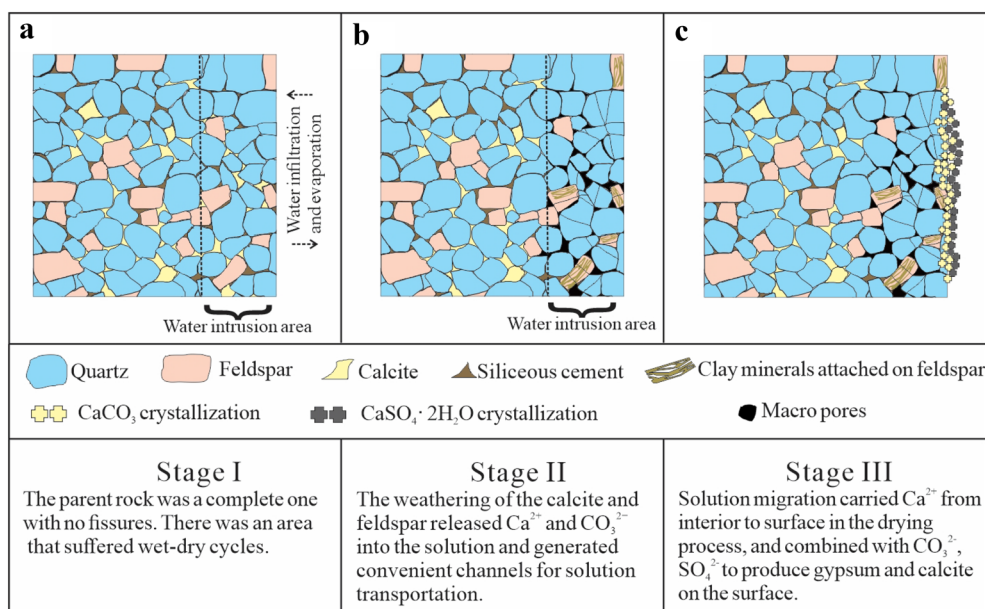 a
b
c
Water infiltration
and evaporation
Water intrusion area
Water intrusion area
Quartz
Feldspar
Calcite
Siliceous cement
Clay minerals attached on feldspar
CaCO₃ crystallization
CaSO₄· 2H₂O crystallization
Macro pores
Stage I
The parent rock was a complete one
with no fissures. There was an area
that suffered wet-dry cycles.
Stage II
The weathering of the calcite and
feldspar released Ca²⁺ and CO₃²⁻
into the solution and generated
convenient channels for solution
transportation.
Stage III
Solution migration carried Ca²⁺ from
interior to surface in the drying
process, and combined with CO₃²⁻,
SO₄²⁻ to produce gypsum and calcite
on the surface.